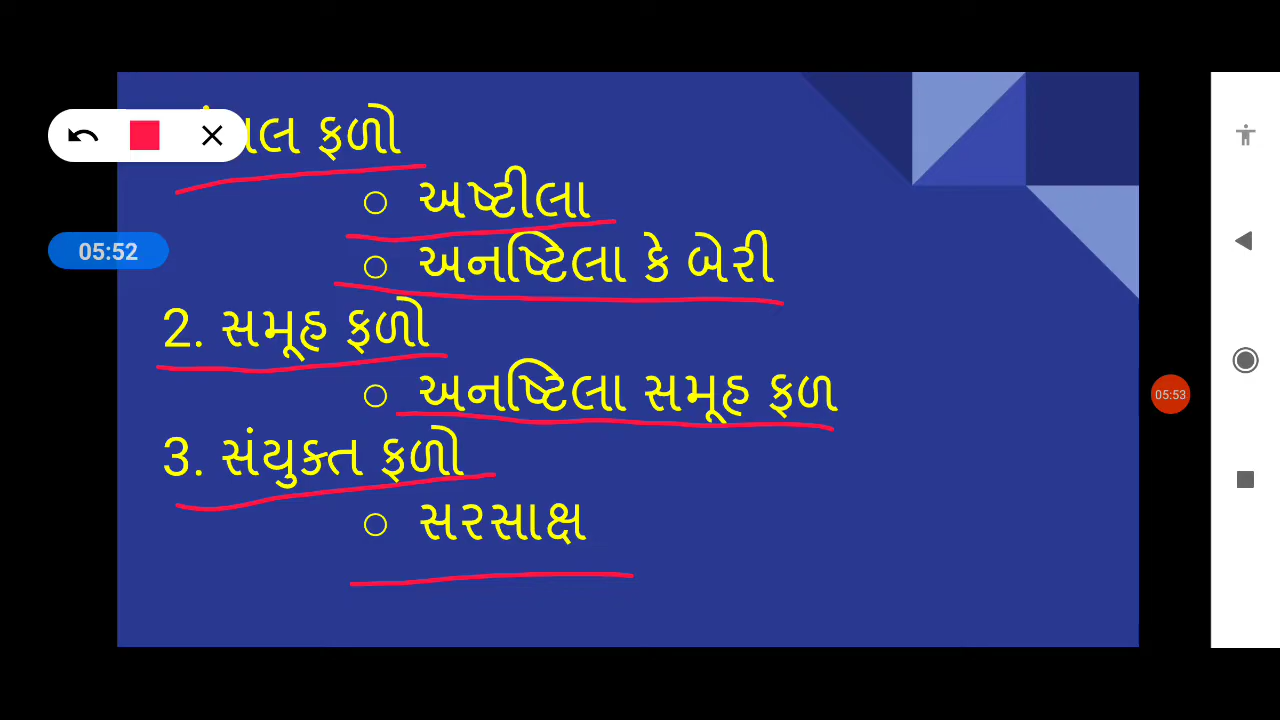 ફળો
05:52
○ અષ્ટીલા
○ અનષ્ટિલા કે બેરી
2. સમૂહ ફળો
○ અનષ્ટિલા સમૂહ ફળ
05:53
3. સંયુક્ત ફળો
○ સરસાક્ષ